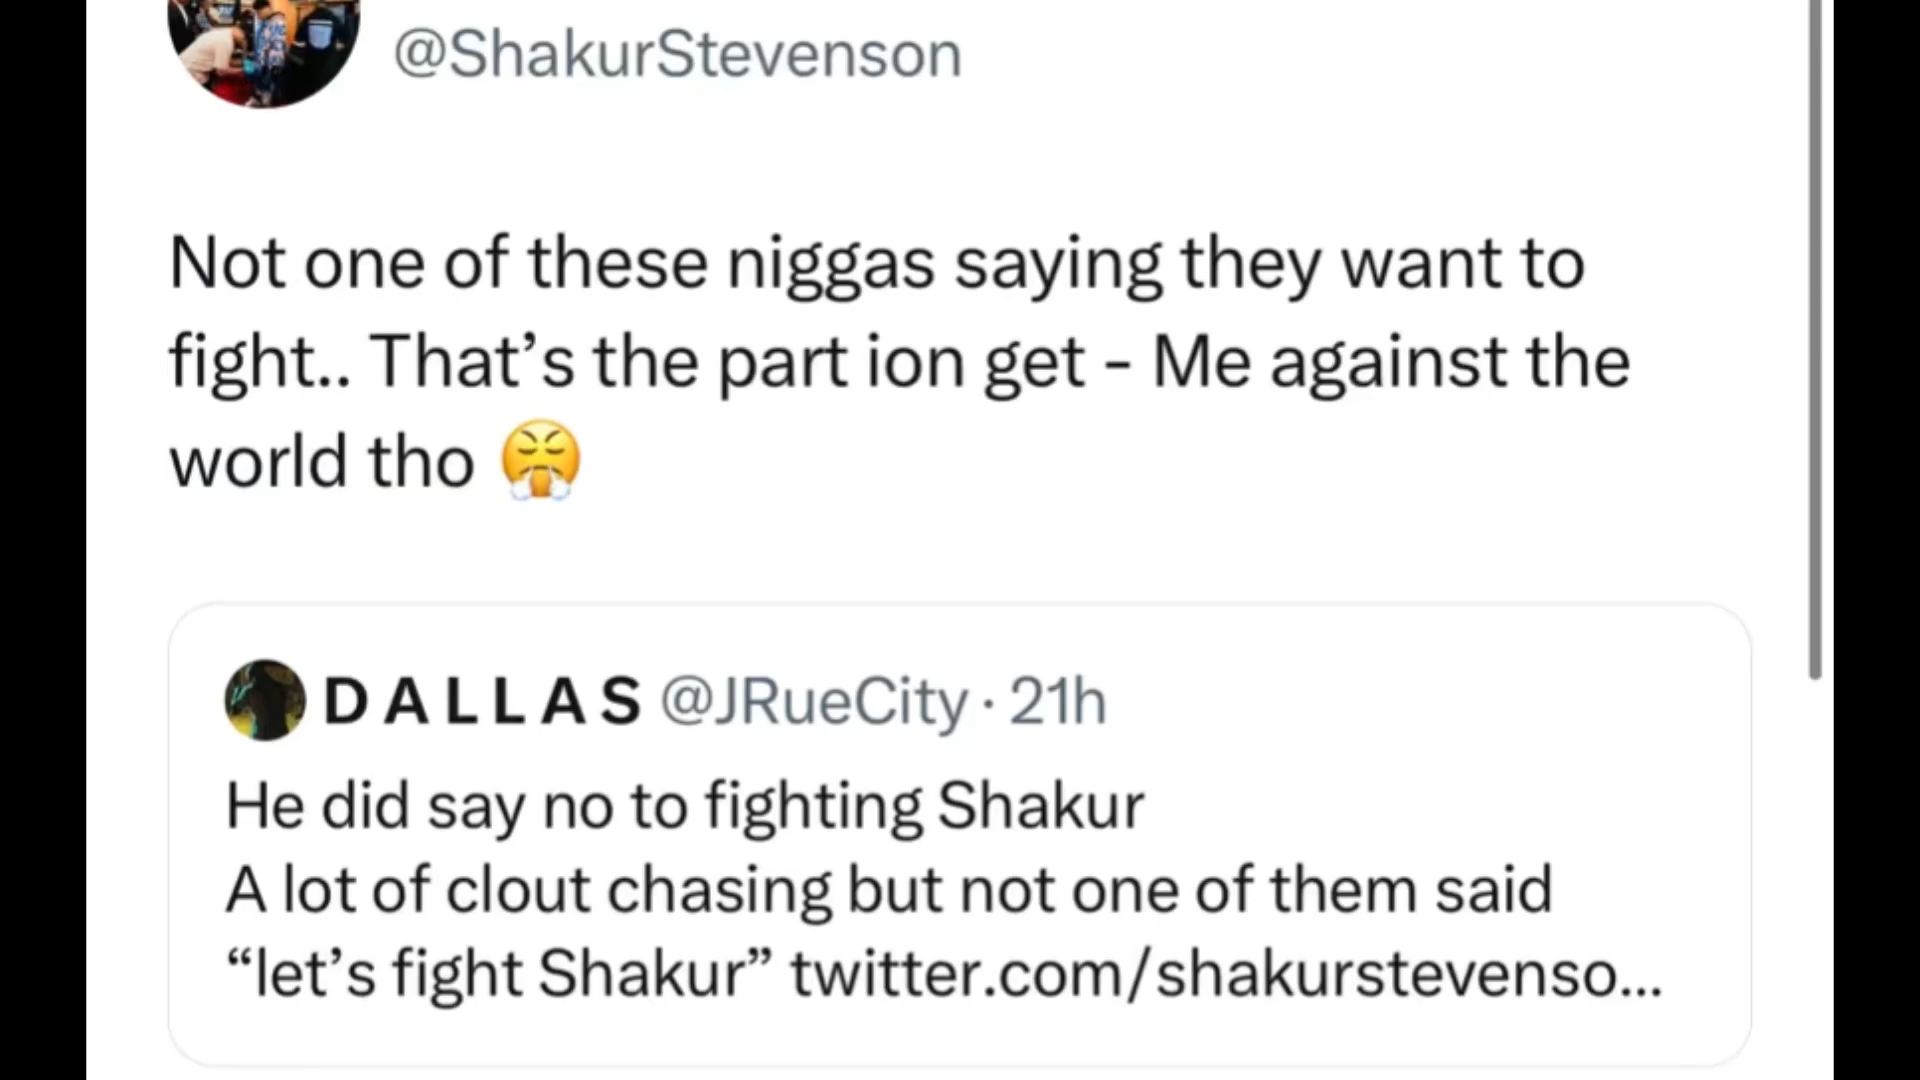 @ShakurStevenson
Not one of these niggas saying they want to
fight.. That’s the part ion get - Me against the
world tho 😤
D A L L A S @JRueCity · 21h
He did say no to fighting Shakur
A lot of clout chasing but not one of them said
“let’s fight Shakur” twitter.com/shakurstevenso...